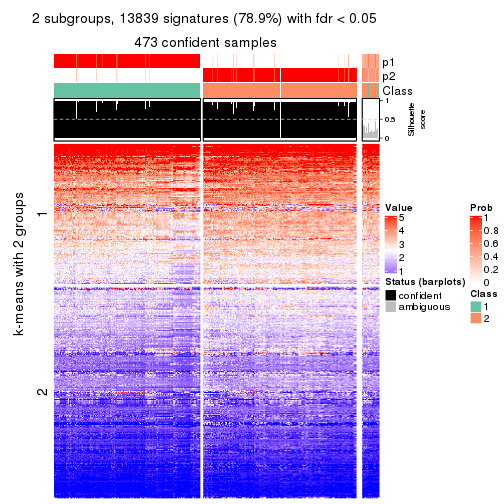 2 subgroups, 13839 signatures (78.9%) with fdr < 0.05
473 confident samples
p1
p2
Class
1
0.5
0
Silhouette
score
k-means with 2 groups
1
2
Value
5
4
3
2
1
Status (barplots)
confident
ambiguous
Prob
1
0.8
0.6
0.4
0.2
0
Class
1
2